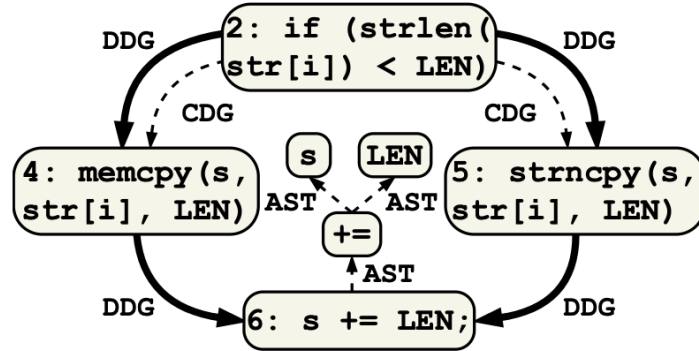 2: if (strlen(
str[i]) < LEN)
DDG
DDG
CDG
CDG
s
LEN
4: memcpy(s,
str[i], LEN)
5: strncpy(s,
str[i], LEN)
AST
AST
+=
AST
DDG
DDG
6: s += LEN;